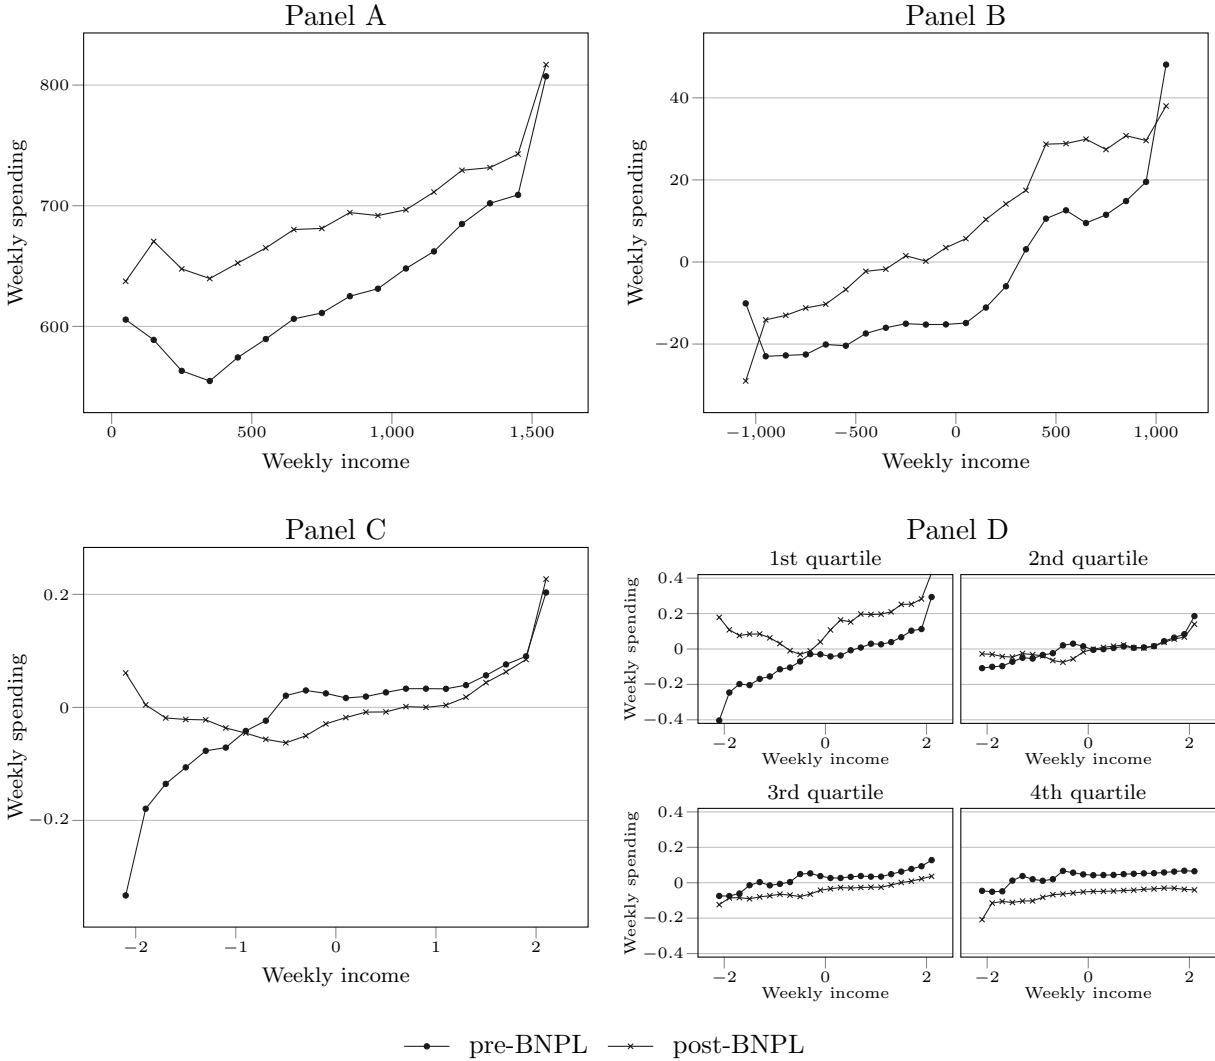 Panel A
Weekly spending
800
700
600
0
500
1,000
1,500
Weekly income
Panel B
Weekly spending
40
20
0
−20
−1,000
−500
0
500
1,000
Weekly income
Panel C
Weekly spending
0.2
0
−0.2
−2
−1
0
1
2
Weekly income
Panel D
1st quartile
Weekly spending
0.4
0.2
0
−0.2
−0.4
−2
0
2
Weekly income
2nd quartile
−2
0
2
Weekly income
3rd quartile
Weekly spending
0.4
0.2
0
−0.2
−0.4
−2
0
2
Weekly income
4th quartile
−2
0
2
Weekly income
pre-BNPL
post-BNPL